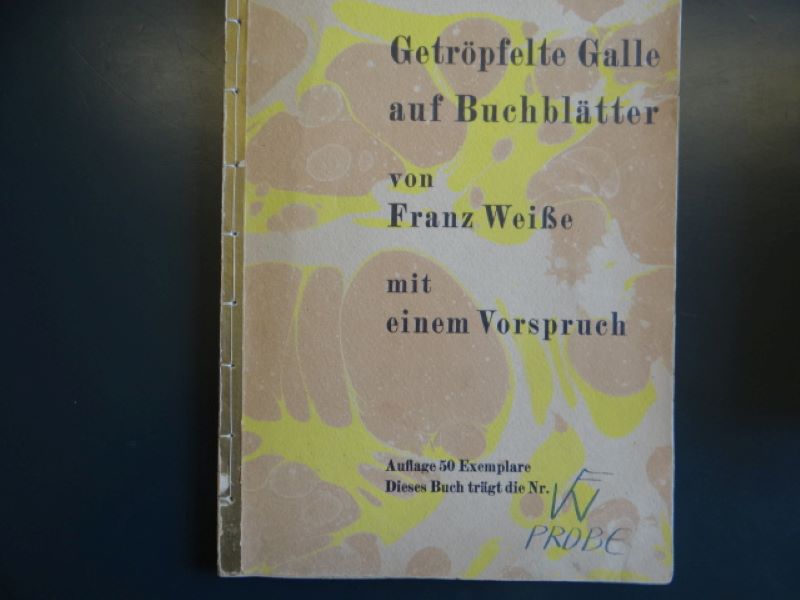 Getröpfelte Galle
auf Buchblätter
von
Franz Weiße
mit
einem Vorspruch
Auflage 50 Exemplare
Dieses Buch trägt die Nr.
PROBE